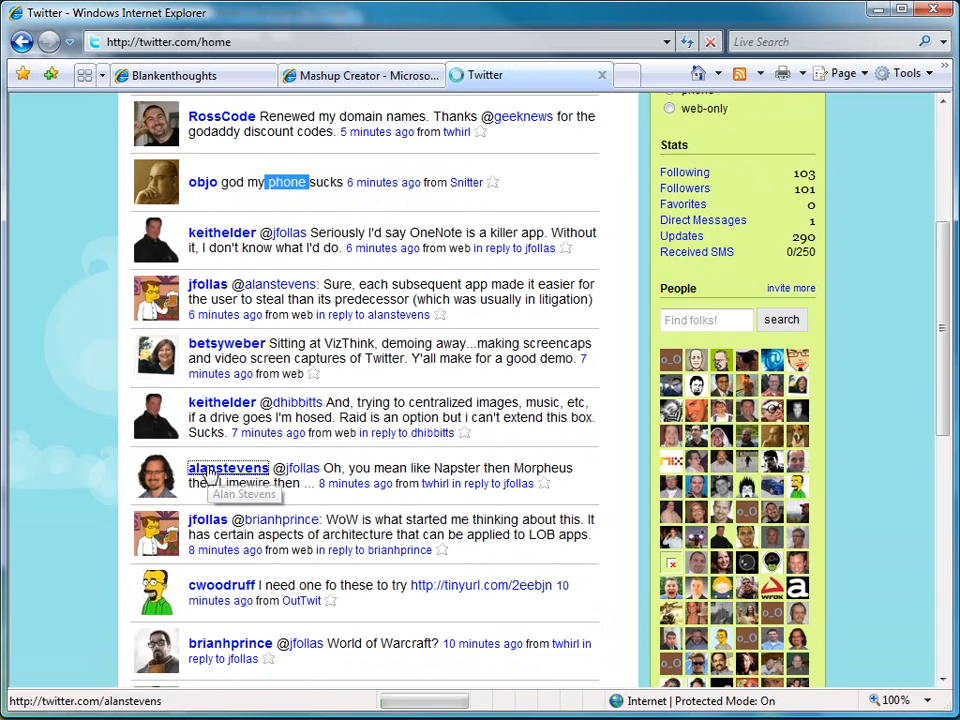 Twitter - Windows Internet Explorer
http://twitter.com/home
Live Search
Blankenthoughts
Mashup Creator - Microso...
Twitter
Page
Tools
RossCode Renewed my domain names. Thanks @geeknews for the
godaddy discount codes. 5 minutes ago from twhirl
objo god my phone sucks 6 minutes ago from Snitter
keithelder @jfollas Seriously I'd say OneNote is a killer app. Without
it, I don't know what I'd do. 6 minutes ago from web in reply to jfollas
jfollas @alanstevens: Sure, each subsequent app made it easier for
the user to steal than its predecessor (which was usually in litigation)
6 minutes ago from web in reply to alanstevens
betsyweber Sitting at VizThink, demoing away...making screencaps
and video screen captures of Twitter. Y'all make for a good demo. 7
minutes ago from web
keithelder @dhibbitts And, trying to centralized images, music, etc,
if a drive goes I'm hosed. Raid is an option but i can't extend this box.
Sucks. 7 minutes ago from web in reply to dhibbitts
alanstevens @jfollas Oh, you mean like Napster then Morpheus
then Limewire then ... 8 minutes ago from twhirl in reply to jfollas
Alan Stevens
jfollas @brianhprince: WoW is what started me thinking about this. It
has certain aspects of architecture that can be applied to LOB apps.
8 minutes ago from web in reply to brianhprince
cwoodruff I need one fo these to try http://tinyurl.com/2eebjn 10
minutes ago from OutTwit
brianhprince @jfollas World of Warcraft? 10 minutes ago from twhirl in
reply to jfollas
phone
web-only
Stats
Following 103
Followers 101
Favorites 0
Direct Messages 1
Updates 290
Received SMS 0/250
People invite more
Find folks! search
http://twitter.com/alanstevens
Internet | Protected Mode: On
100%